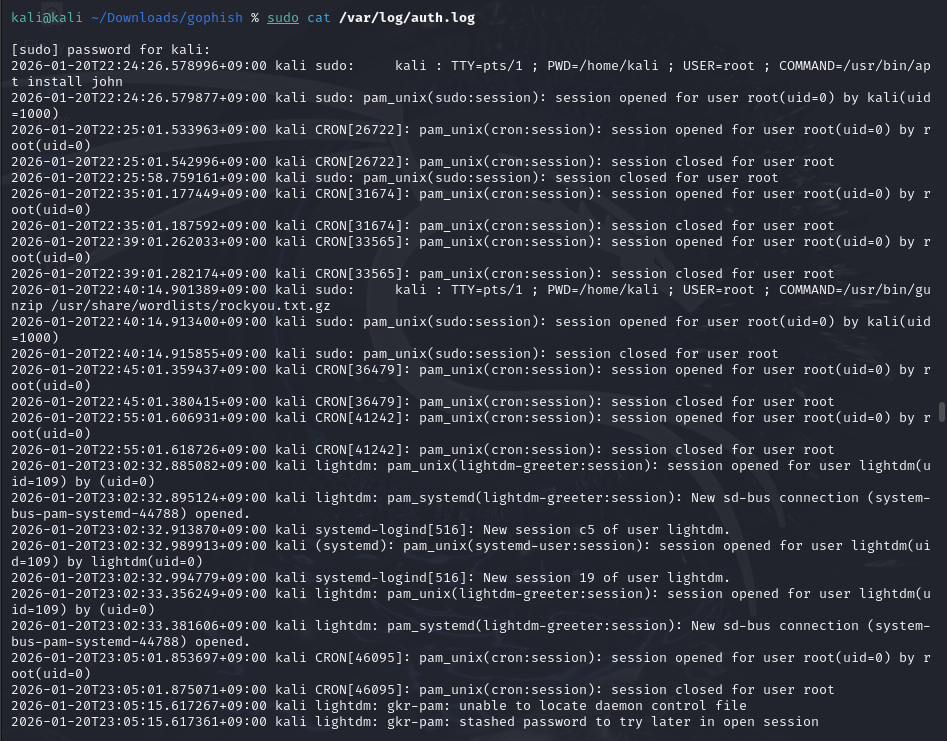 kali@kali ~/Downloads/gophish % sudo cat /var/log/auth.log
[sudo] password for kali:
2026-01-20T22:24:26.578996+09:00 kali sudo:     kali : TTY=pts/1 ; PWD=/home/kali ; USER=root ; COMMAND=/usr/bin/ap
t install john
2026-01-20T22:24:26.579877+09:00 kali sudo: pam_unix(sudo:session): session opened for user root(uid=0) by kali(uid
=1000)
2026-01-20T22:25:01.533963+09:00 kali CRON[26722]: pam_unix(cron:session): session opened for user root(uid=0) by r
oot(uid=0)
2026-01-20T22:25:01.542996+09:00 kali CRON[26722]: pam_unix(cron:session): session closed for user root
2026-01-20T22:25:58.759161+09:00 kali sudo: pam_unix(sudo:session): session closed for user root
2026-01-20T22:35:01.177449+09:00 kali CRON[31674]: pam_unix(cron:session): session opened for user root(uid=0) by r
oot(uid=0)
2026-01-20T22:35:01.187592+09:00 kali CRON[31674]: pam_unix(cron:session): session closed for user root
2026-01-20T22:39:01.262033+09:00 kali CRON[33565]: pam_unix(cron:session): session opened for user root(uid=0) by r
oot(uid=0)
2026-01-20T22:39:01.282174+09:00 kali CRON[33565]: pam_unix(cron:session): session closed for user root
2026-01-20T22:40:14.901389+09:00 kali sudo:     kali : TTY=pts/1 ; PWD=/home/kali ; USER=root ; COMMAND=/usr/bin/gu
nzip /usr/share/wordlists/rockyou.txt.gz
2026-01-20T22:40:14.913400+09:00 kali sudo: pam_unix(sudo:session): session opened for user root(uid=0) by kali(uid
=1000)
2026-01-20T22:40:14.915855+09:00 kali sudo: pam_unix(sudo:session): session closed for user root
2026-01-20T22:45:01.359437+09:00 kali CRON[36479]: pam_unix(cron:session): session opened for user root(uid=0) by r
oot(uid=0)
2026-01-20T22:45:01.380415+09:00 kali CRON[36479]: pam_unix(cron:session): session closed for user root
2026-01-20T22:55:01.606931+09:00 kali CRON[41242]: pam_unix(cron:session): session opened for user root(uid=0) by r
oot(uid=0)
2026-01-20T22:55:01.618726+09:00 kali CRON[41242]: pam_unix(cron:session): session closed for user root
2026-01-20T23:02:32.885082+09:00 kali lightdm: pam_unix(lightdm-greeter:session): session opened for user lightdm(u
id=109) by (uid=0)
2026-01-20T23:02:32.895124+09:00 kali lightdm: pam_systemd(lightdm-greeter:session): New sd-bus connection (system-
bus-pam-systemd-44788) opened.
2026-01-20T23:02:32.913870+09:00 kali systemd-logind[516]: New session c5 of user lightdm.
2026-01-20T23:02:32.989913+09:00 kali (systemd): pam_unix(systemd-user:session): session opened for user lightdm(ui
d=109) by lightdm(uid=0)
2026-01-20T23:02:32.994779+09:00 kali systemd-logind[516]: New session 19 of user lightdm.
2026-01-20T23:02:33.356249+09:00 kali lightdm: pam_unix(lightdm-greeter:session): session opened for user lightdm(u
id=109) by (uid=0)
2026-01-20T23:02:33.381606+09:00 kali lightdm: pam_systemd(lightdm-greeter:session): New sd-bus connection (system-
bus-pam-systemd-44788) opened.
2026-01-20T23:05:01.853697+09:00 kali CRON[46095]: pam_unix(cron:session): session opened for user root(uid=0) by r
oot(uid=0)
2026-01-20T23:05:01.875071+09:00 kali CRON[46095]: pam_unix(cron:session): session closed for user root
2026-01-20T23:05:15.617267+09:00 kali lightdm: gkr-pam: unable to locate daemon control file
2026-01-20T23:05:15.617361+09:00 kali lightdm: gkr-pam: stashed password to try later in open session